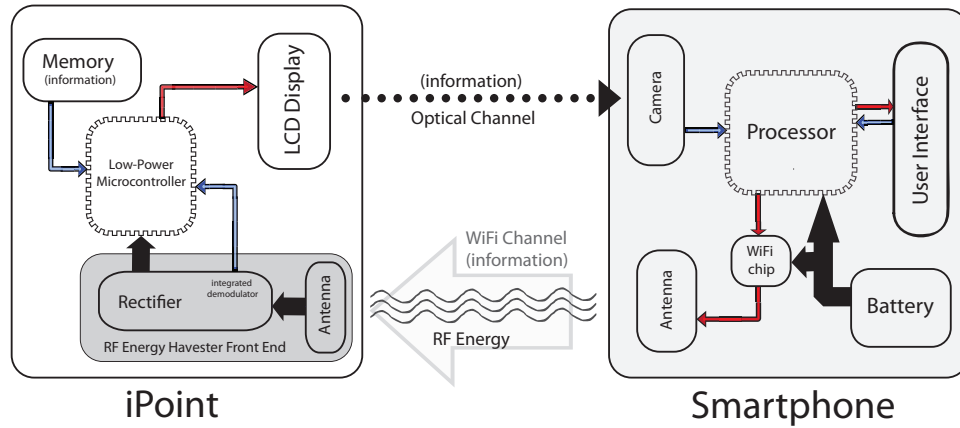 Memory
(information)
LCD Display
Low-Power
Microcontroller
integrated
demodulator
Rectifier
Antenna
RF Energy Havester Front End
iPoint
(information)
Optical Channel
WiFi Channel
(information)
RF Energy
Camera
Processor
User Interface
WiFi
chip
Antenna
Battery
Smartphone